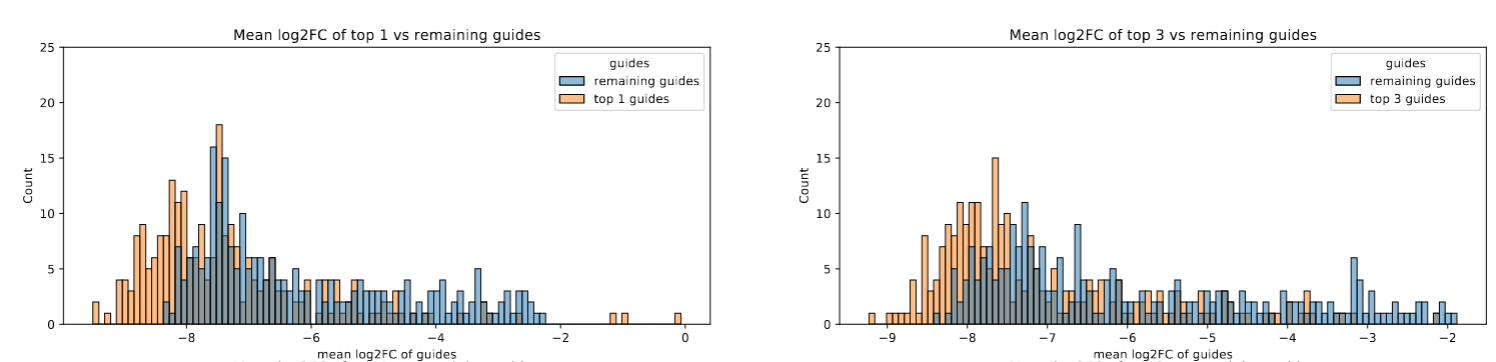 Mean log2FC of top 1 vs remaining guides
25
20
15
10
5
0
Count
guides
remaining guides
top 1 guides
−8
−6
−4
−2
0
mean log2FC of guides
Mean log2FC of top 3 vs remaining guides
25
20
15
10
5
0
Count
guides
remaining guides
top 3 guides
−9
−8
−7
−6
−5
−4
−3
−2
mean log2FC of guides